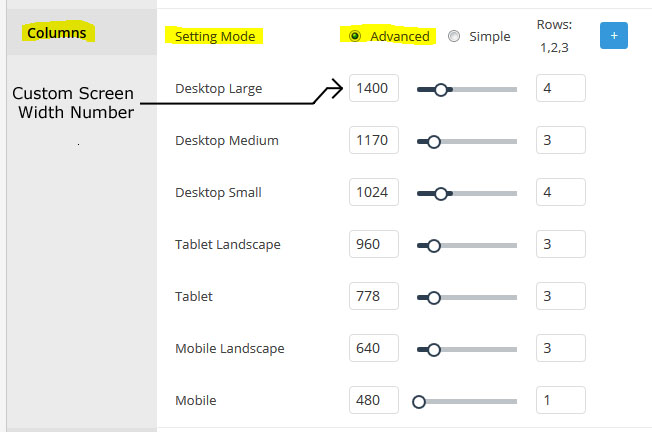 Columns
Setting Mode Advanced Simple Rows:
1,2,3 +
Custom Screen
Width Number
.
Desktop Large 1400 4
Desktop Medium 1170 3
Desktop Small 1024 4
Tablet Landscape 960 3
Tablet 778 3
Mobile Landscape 640 3
Mobile 480 1